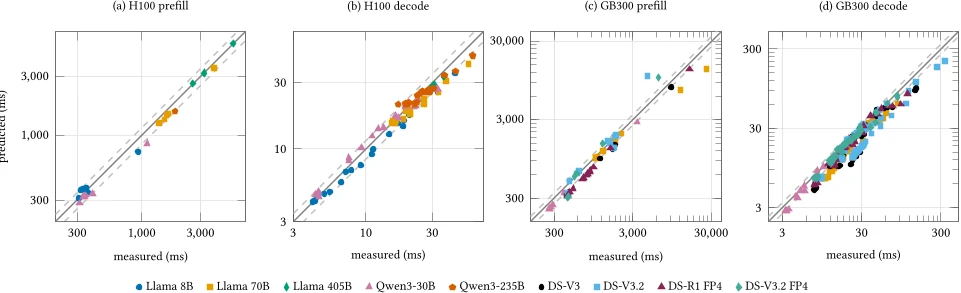 (a) H100 prefill
(b) H100 decode
(c) GB300 prefill
(d) GB300 decode
predicted (ms)
3,000
1,000
300
300
1,000
3,000
measured (ms)
30
10
3
3
10
30
measured (ms)
30,000
3,000
300
300
3,000
30,000
measured (ms)
300
30
3
3
30
300
measured (ms)
Llama 8B Llama 70B Llama 405B Qwen3-30B Qwen3-235B DS-V3 DS-V3.2 DS-R1 FP4 DS-V3.2 FP4